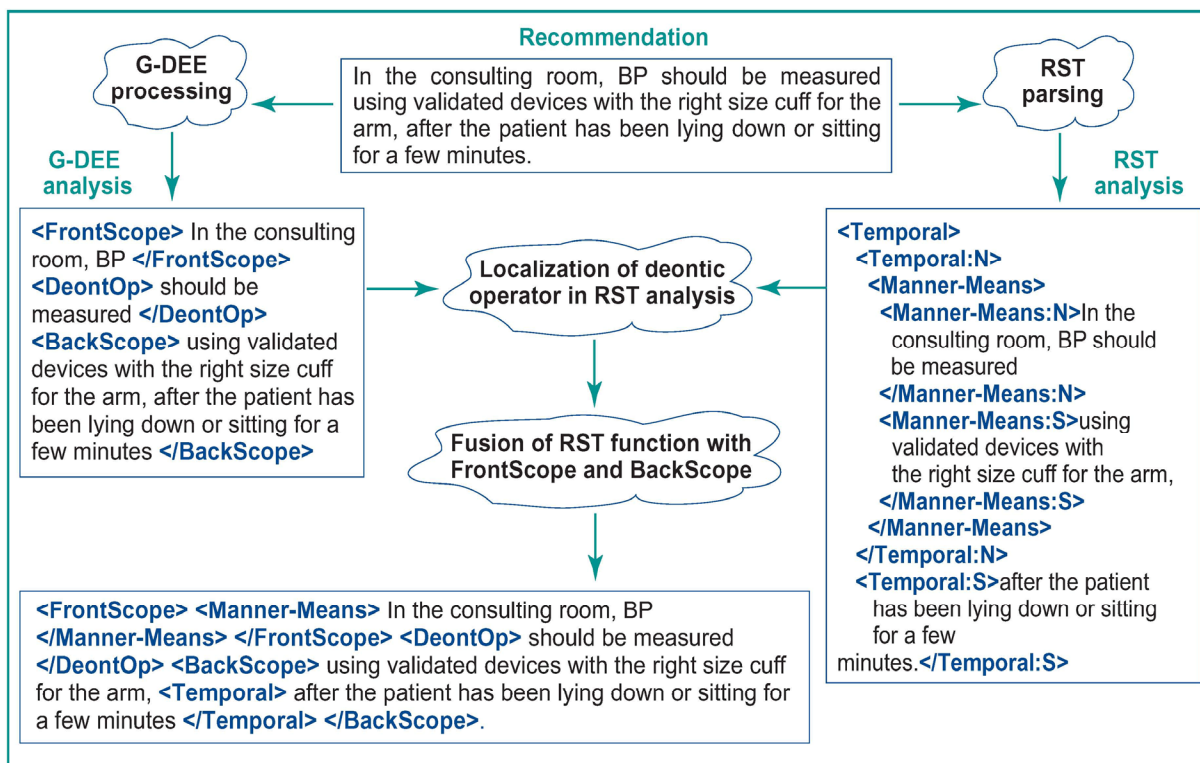 Recommendation
G-DEE
processing
In the consulting room, BP should be measured
using validated devices with the right size cuff for the
arm, after the patient has been lying down or sitting
for a few minutes.
RST
parsing
G-DEE
analysis
RST
analysis
<FrontScope> In the consulting
room, BP </FrontScope>
<DeontOp> should be
measured </DeontOp>
<BackScope> using validated
devices with the right size cuff
for the arm, after the patient has
been lying down or sitting for a
few minutes </BackScope>
Localization of deontic
operator in RST analysis
Fusion of RST function with
FrontScope and BackScope
<Temporal>
<Temporal:N>
<Manner-Means>
<Manner-Means:N>In the
consulting room, BP should
be measured
</Manner-Means:N>
<Manner-Means:S>using
validated devices with
the right size cuff for the arm,
</Manner-Means:S>
</Manner-Means>
</Temporal:N>
<Temporal:S>after the patient
has been lying down or sitting
for a few
minutes.</Temporal:S>
<FrontScope> <Manner-Means> In the consulting room, BP
</Manner-Means> </FrontScope> <DeontOp> should be measured
</DeontOp> <BackScope> using validated devices with the right size cuff
for the arm, <Temporal> after the patient has been lying down or sitting for
a few minutes </Temporal> </BackScope>.